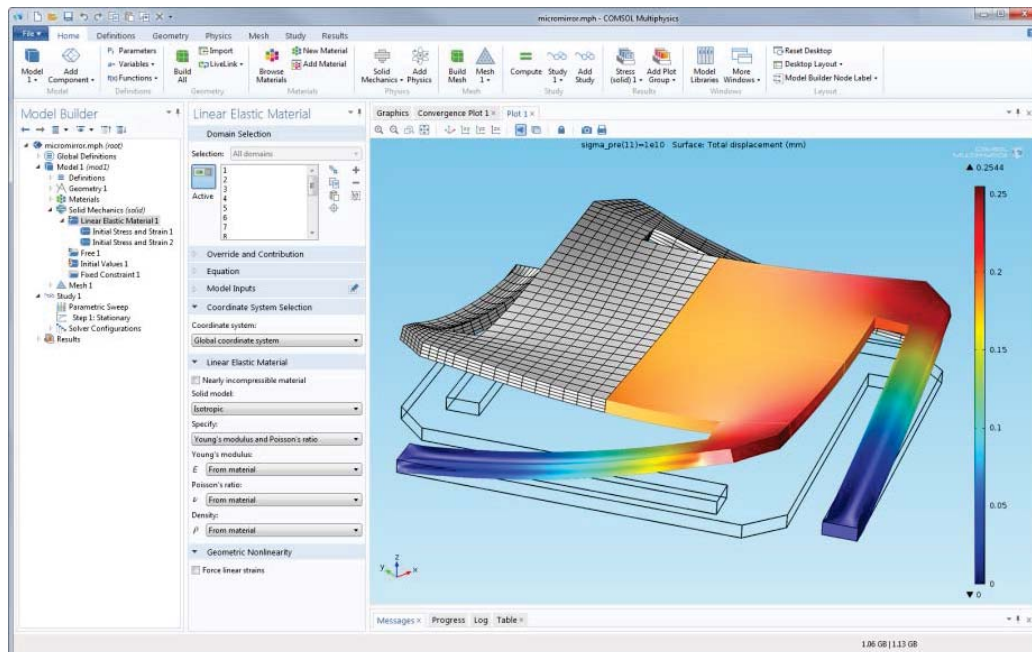 micromirror.mph - COMSOL Multiphysics
File Home Definitions Geometry Physics Mesh Study Results
Model 1 Add Component
Model
Pi Parameters
a= Variables
f(x) Functions
Definitions
Build All
Import
LiveLink
Geometry
Browse Materials
New Material
Add Material
Materials
Solid Mechanics Add Physics
Physics
Build Mesh Mesh 1
Mesh
Compute Study 1 Add Study
Study
Stress (solid) 1 Add Plot Group
Results
Model Libraries More Windows
Windows
Reset Desktop
Desktop Layout
Model Builder Node Label
Layout
Model Builder
micromirror.mph (root)
Global Definitions
Model 1 (mod1)
Definitions
Geometry 1
Materials
Solid Mechanics (solid)
Linear Elastic Material 1
Initial Stress and Strain 1
Initial Stress and Strain 2
Free 1
Initial Values 1
Fixed Constraint 1
Mesh 1
Study 1
Parametric Sweep
Step 1: Stationary
Solver Configurations
Results
Linear Elastic Material
Domain Selection
Selection: All domains
Active
1
2
3
4
5
6
7
8
Override and Contribution
Equation
Model Inputs
Coordinate System Selection
Coordinate system:
Global coordinate system
Linear Elastic Material
Nearly incompressible material
Solid model:
Isotropic
Specify:
Young's modulus and Poisson's ratio
Young's modulus:
E From material
Poisson's ratio:
ν From material
Density:
ρ From material
Geometric Nonlinearity
Force linear strains
Graphics Convergence Plot 1 Plot 1
sigma_pre(11)=1e10 Surface: Total displacement (mm)
COMSOL
MULTIPHYSICS
▲ 0.2544
0.25
0.2
0.15
0.1
0.05
0
▼ 0
z
y x
Messages Progress Log Table
1.06 GB | 1.13 GB